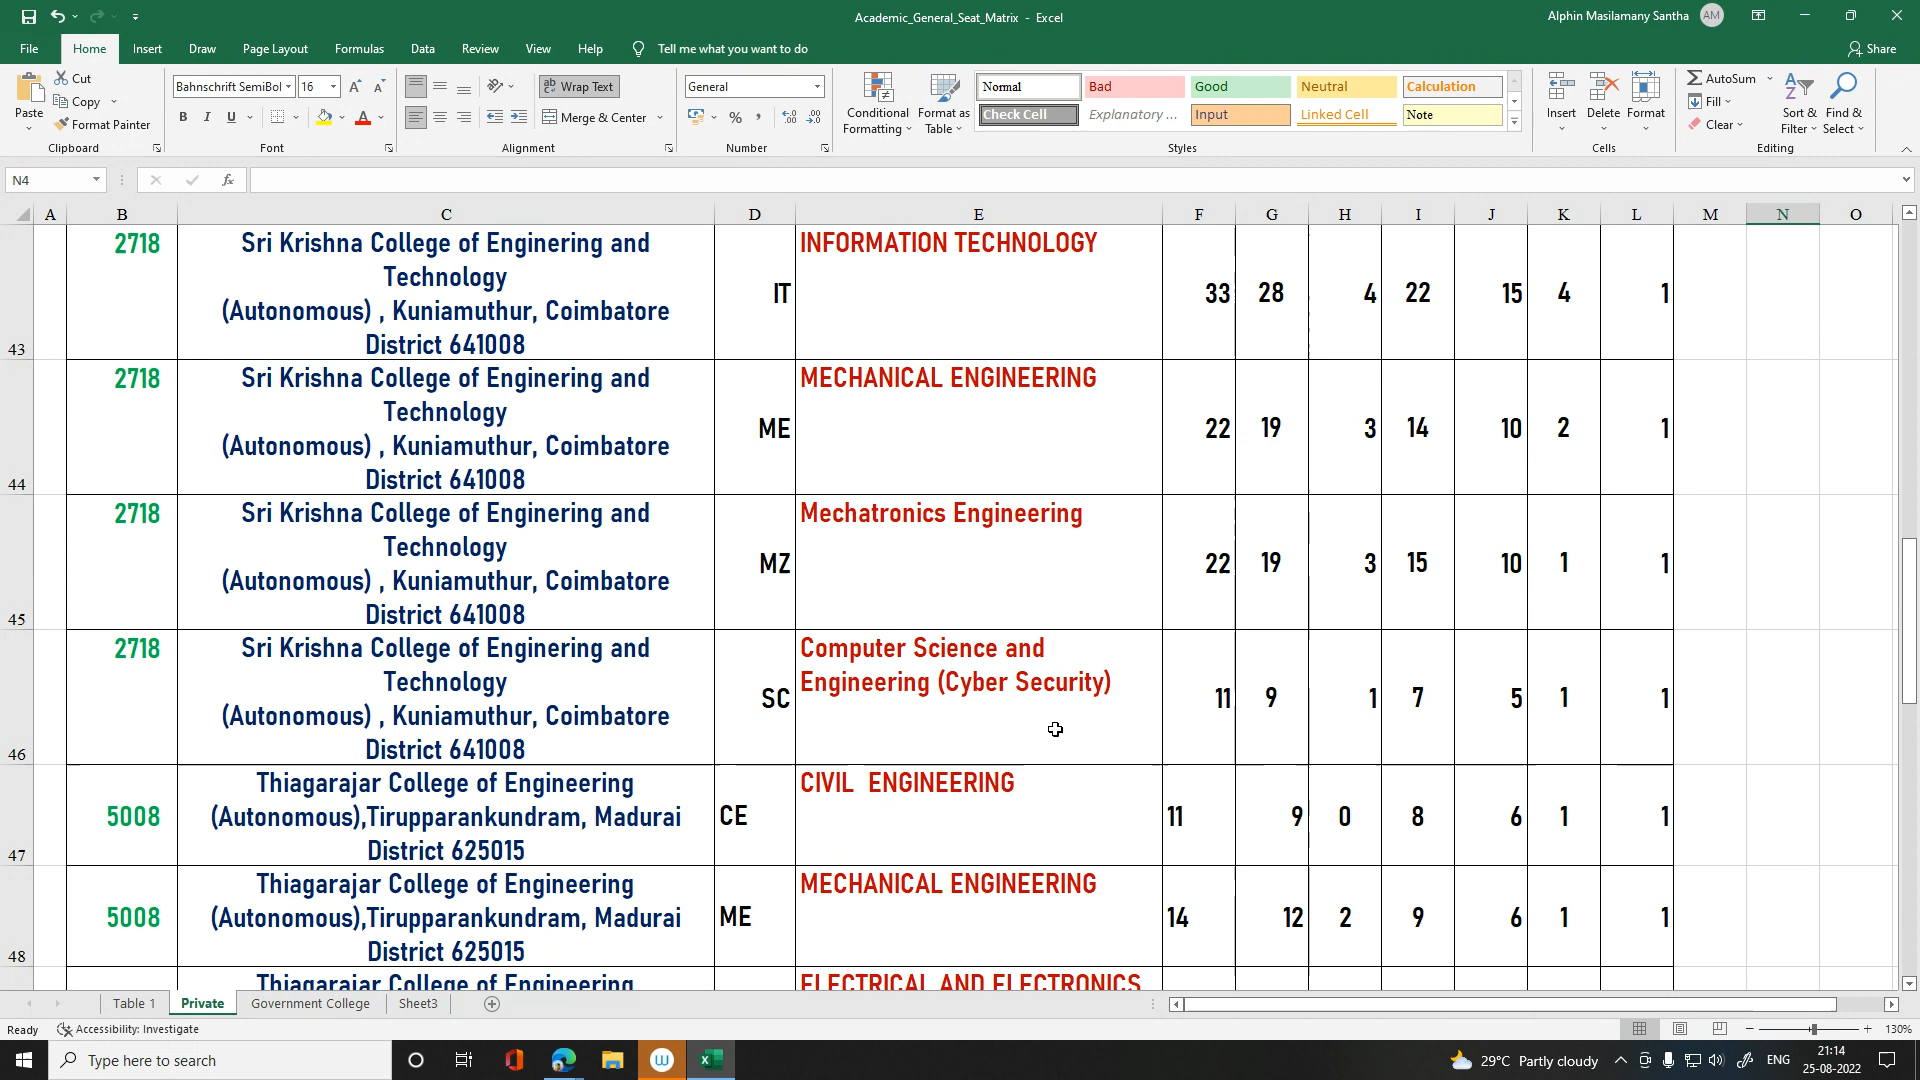 Academic_General_Seat_Matrix - Excel
Alphin Masilamany Santha AM
File Home Insert Draw Page Layout Formulas Data Review View Help Tell me what you want to do Share
Paste
Cut
Copy
Format Painter
Clipboard
Bahnschrift SemiBol 16
B I U
Font
Wrap Text
Merge & Center
Alignment
General
Number
Conditional Formatting
Format as Table
Normal Bad Good Neutral Calculation
Check Cell Explanatory ... Input Linked Cell Note
Styles
Insert Delete Format
Cells
AutoSum
Fill
Clear
Sort & Filter
Find & Select
Editing
N4
fx
A B C D E F G H I J K L M N O
43 2718 Sri Krishna College of Enginering and
Technology
(Autonomous) , Kuniamuthur, Coimbatore
District 641008 IT INFORMATION TECHNOLOGY 33 28 4 22 15 4 1
44 2718 Sri Krishna College of Enginering and
Technology
(Autonomous) , Kuniamuthur, Coimbatore
District 641008 ME MECHANICAL ENGINEERING 22 19 3 14 10 2 1
45 2718 Sri Krishna College of Enginering and
Technology
(Autonomous) , Kuniamuthur, Coimbatore
District 641008 MZ Mechatronics Engineering 22 19 3 15 10 1 1
46 2718 Sri Krishna College of Enginering and
Technology
(Autonomous) , Kuniamuthur, Coimbatore
District 641008 SC Computer Science and
Engineering (Cyber Security) 11 9 1 7 5 1 1
47 5008 Thiagarajar College of Engineering
(Autonomous),Tirupparankundram, Madurai
District 625015 CE CIVIL ENGINEERING 11 9 0 8 6 1 1
48 5008 Thiagarajar College of Engineering
(Autonomous),Tirupparankundram, Madurai
District 625015 ME MECHANICAL ENGINEERING 14 12 2 9 6 1 1
Thiagarajar College of Engineering ELECTRICAL AND ELECTRONICS
Table 1 Private Government College Sheet3
Ready Accessibility: Investigate 130%
Type here to search
29°C Partly cloudy ENG 21:14
25-08-2022